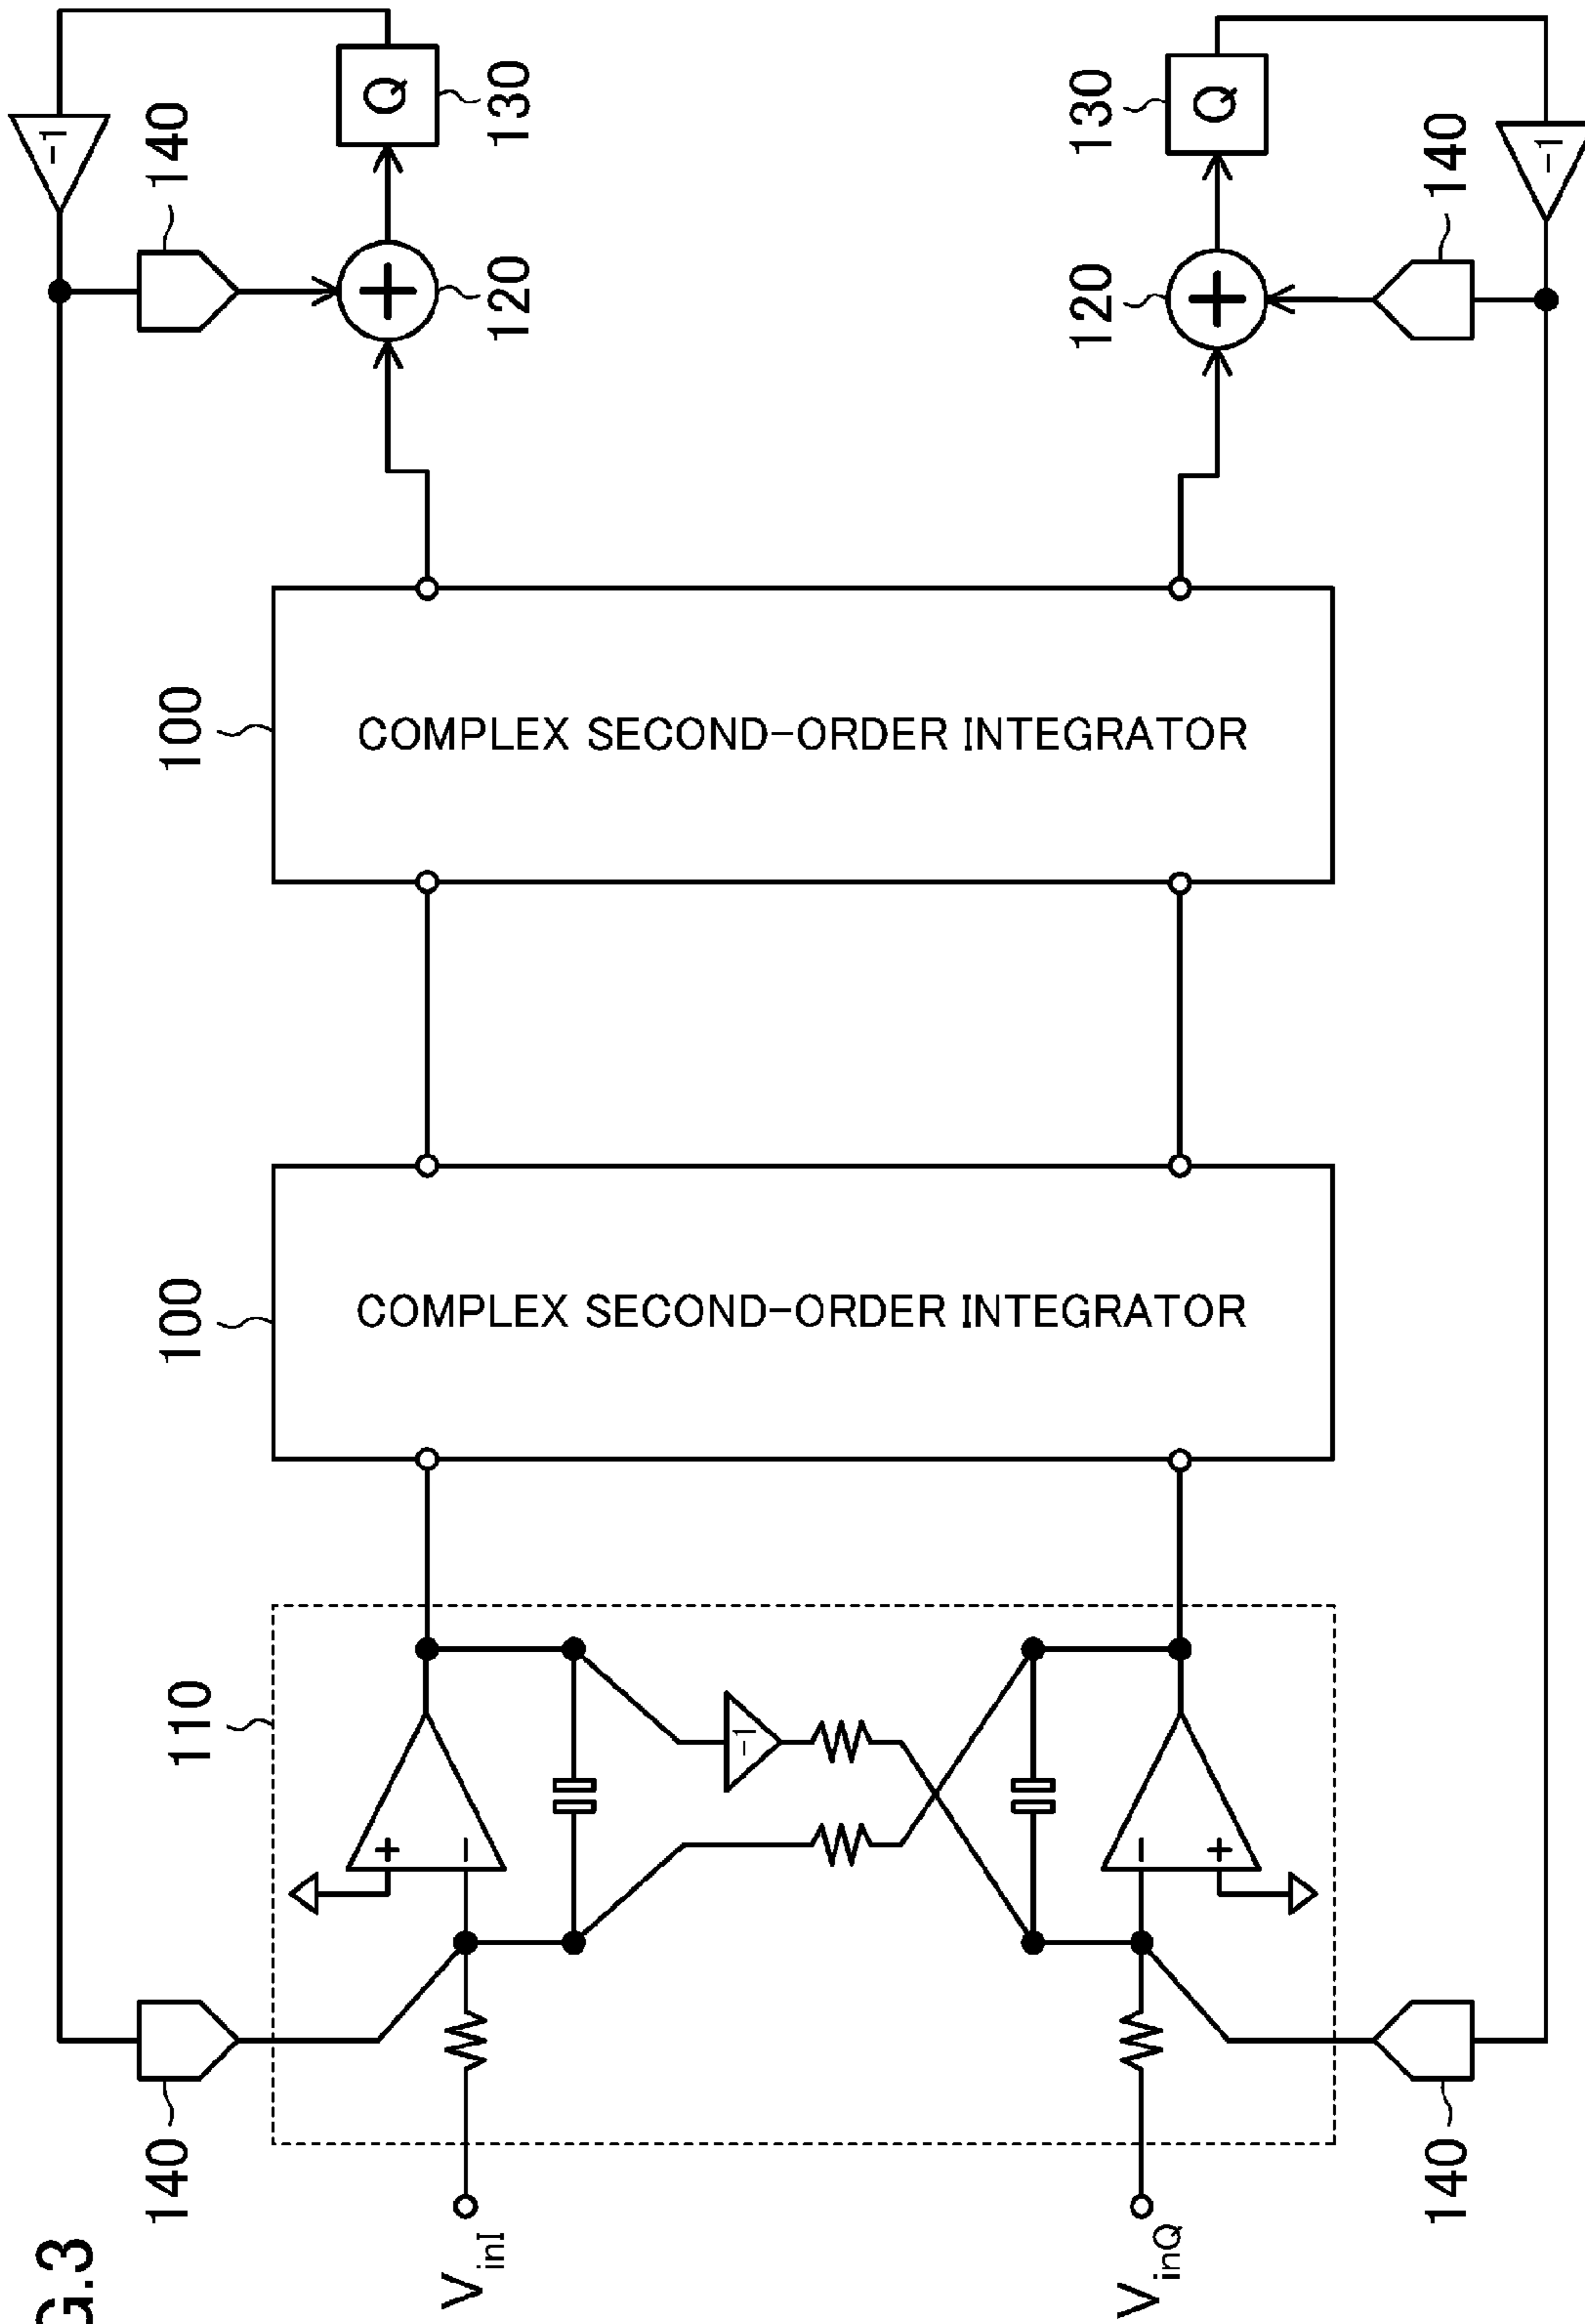 G.3
140
140
-1
110
100
100
120
130
Q
V_inI
+
−
-1
COMPLEX SECOND-ORDER INTEGRATOR
COMPLEX SECOND-ORDER INTEGRATOR
+
V_inQ
−
+
120
130
+
Q
140
140
-1